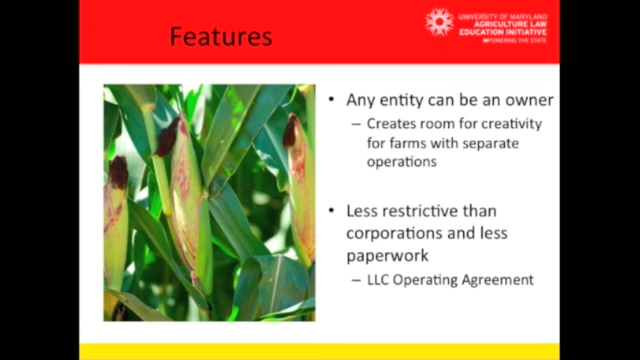 Features
UNIVERSITY OF MARYLAND
AGRICULTURE LAW
EDUCATION INITIATIVE
MPOWERING THE STATE
• Any entity can be an owner
– Creates room for creativity
for farms with separate
operations
• Less restrictive than
corporations and less
paperwork
– LLC Operating Agreement